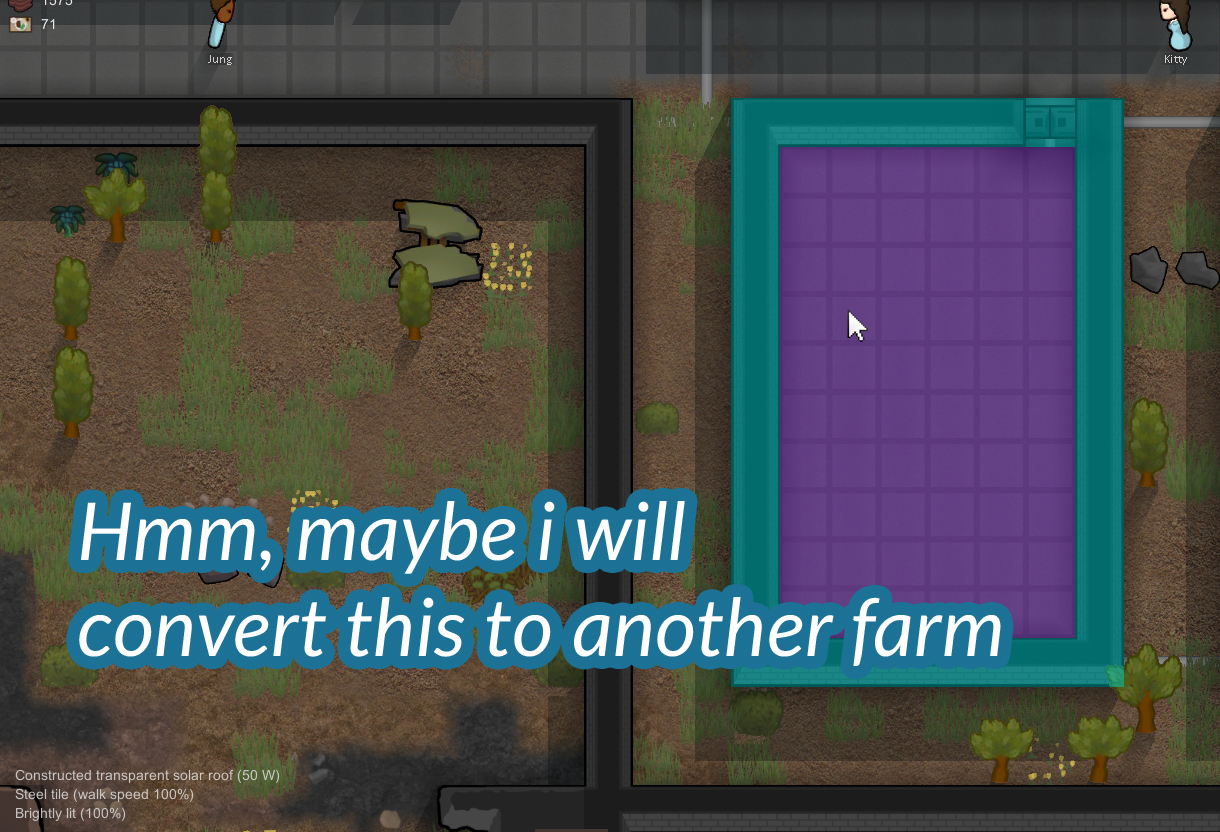 1575
71
Jung
Kitty
Hmm, maybe i will
convert this to another farm
Constructed transparent solar roof (50 W)
Steel tile (walk speed 100%)
Brightly lit (100%)